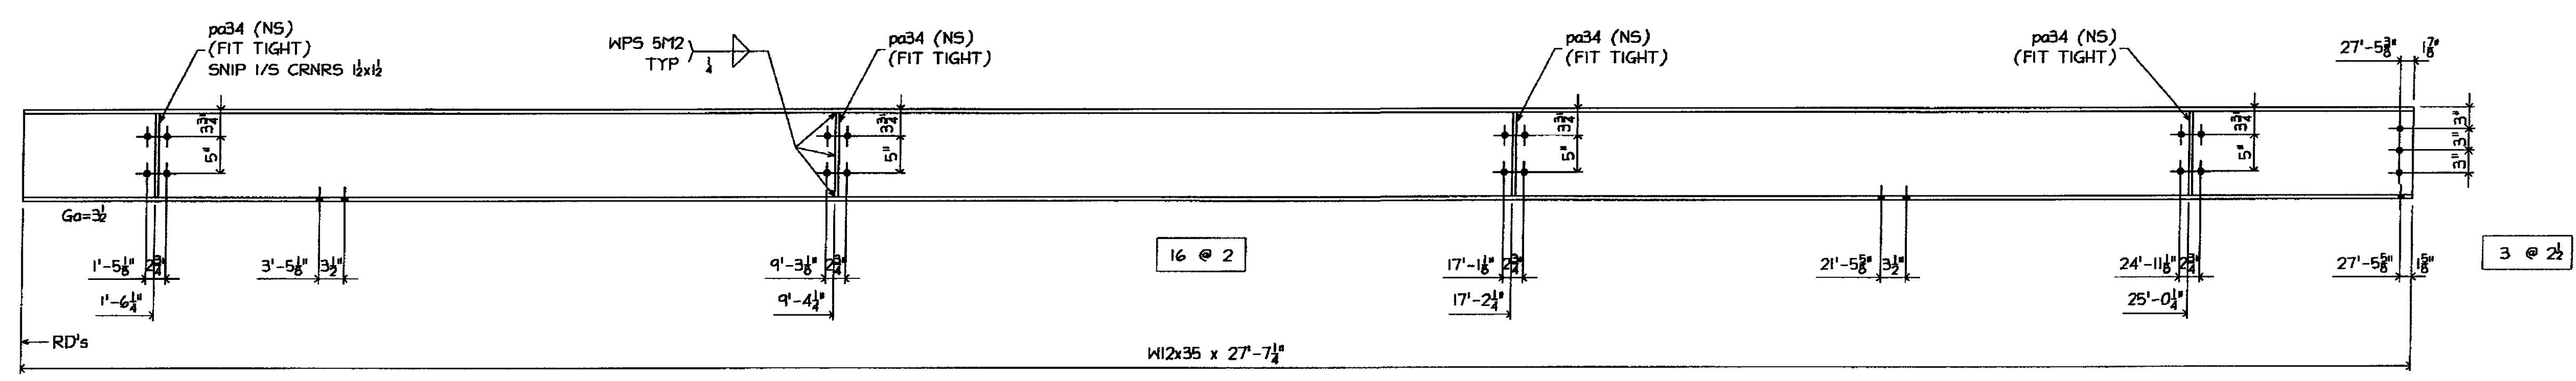 pa34 (NS)
(FIT TIGHT)
SNIP I/S CRNRS 1½x1½
WPS 5M2
TYP
¼
pa34 (NS)
(FIT TIGHT)
pa34 (NS)
(FIT TIGHT)
pa34 (NS)
(FIT TIGHT)
27'-5⅜"
1⅞"
3¾"
5"
3¾"
5"
3¾"
5"
3¾"
5"
3"
3"
3"
Ga=3½
1'-5⅛"
2¾"
3'-5⅛"
3½"
9'-3⅛"
2¾"
16 @ 2
17'-1⅛"
2¾"
21'-5⅝"
3½"
24'-11⅛"
2¾"
27'-5⅝"
1⅝"
3 @ 2½
1'-6¼"
9'-4¼"
17'-2¼"
25'-0¼"
RD's
W12x35 x 27'-7¼"